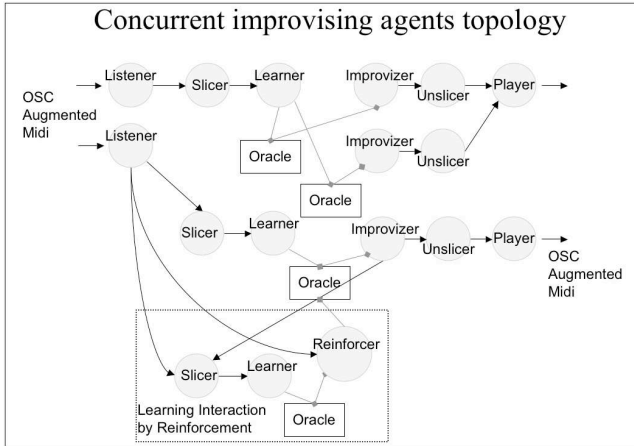 Concurrent improvising agents topology
Listener
Slicer
Learner
Improvizer
Unslicer
Player
OSC
Augmented
Midi
Listener
Oracle
Improvizer
Unslicer
Oracle
Slicer
Learner
Improvizer
Unslicer
Player
OSC
Augmented
Midi
Oracle
Reinforcer
Slicer
Learner
Learning Interaction
by Reinforcement
Oracle